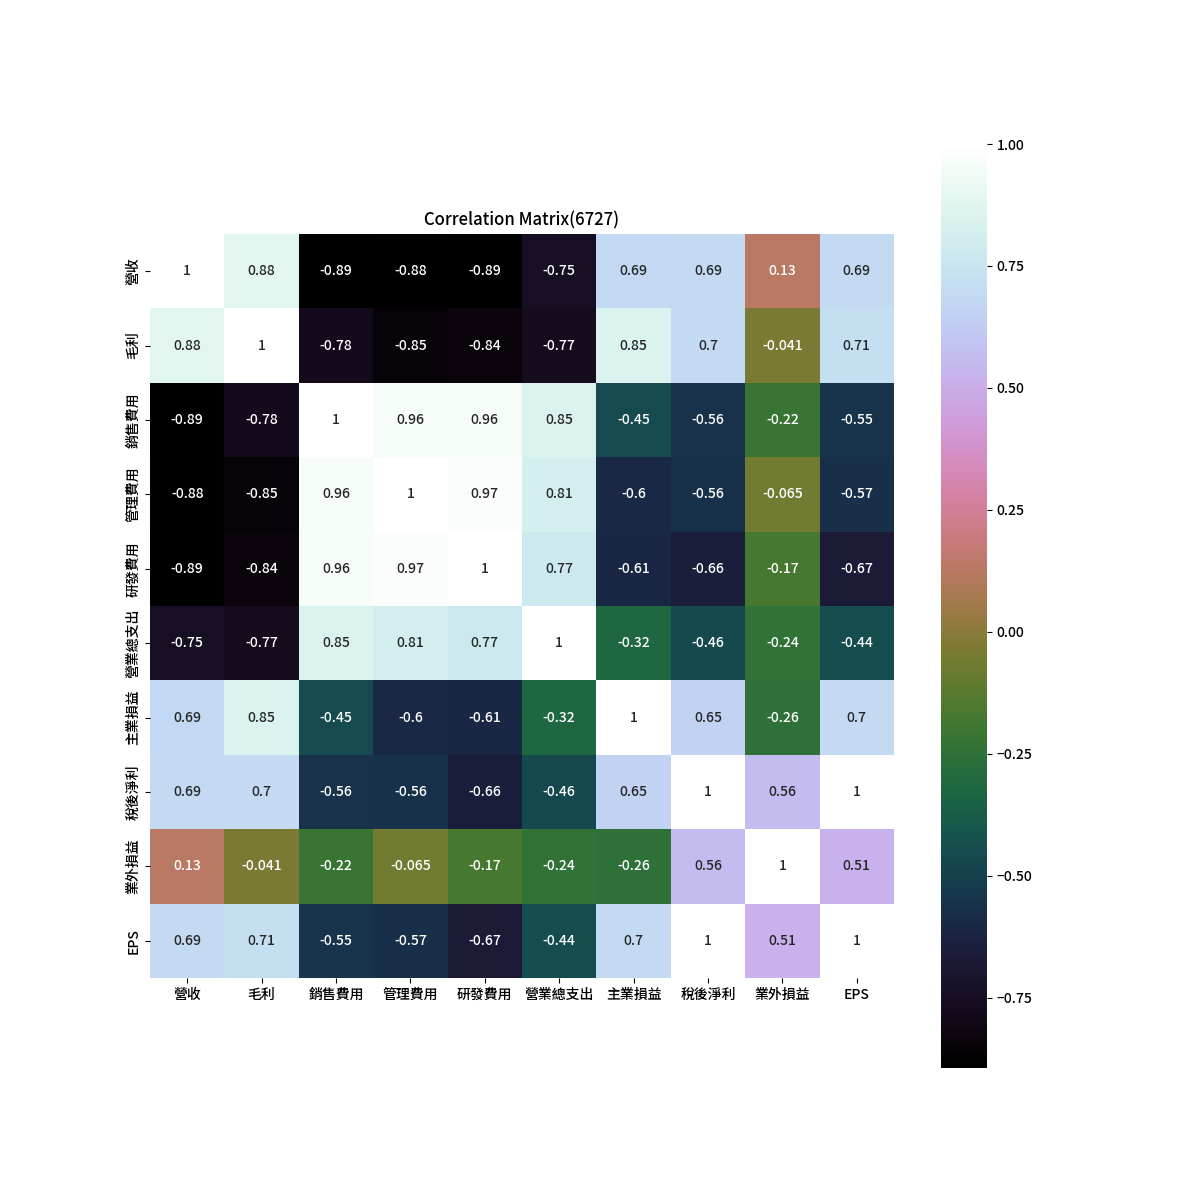 Correlation Matrix(6727)
營收 1 0.88 -0.89 -0.88 -0.89 -0.75 0.69 0.69 0.13 0.69
毛利 0.88 1 -0.78 -0.85 -0.84 -0.77 0.85 0.7 -0.041 0.71
銷售費用 -0.89 -0.78 1 0.96 0.96 0.85 -0.45 -0.56 -0.22 -0.55
管理費用 -0.88 -0.85 0.96 1 0.97 0.81 -0.6 -0.56 -0.065 -0.57
研發費用 -0.89 -0.84 0.96 0.97 1 0.77 -0.61 -0.66 -0.17 -0.67
營業總支出 -0.75 -0.77 0.85 0.81 0.77 1 -0.32 -0.46 -0.24 -0.44
主業損益 0.69 0.85 -0.45 -0.6 -0.61 -0.32 1 0.65 -0.26 0.7
稅後淨利 0.69 0.7 -0.56 -0.56 -0.66 -0.46 0.65 1 0.56 1
業外損益 0.13 -0.041 -0.22 -0.065 -0.17 -0.24 -0.26 0.56 1 0.51
EPS 0.69 0.71 -0.55 -0.57 -0.67 -0.44 0.7 1 0.51 1
營收 毛利 銷售費用 管理費用 研發費用 營業總支出 主業損益 稅後淨利 業外損益 EPS
1.00
0.75
0.50
0.25
0.00
−0.25
−0.50
−0.75